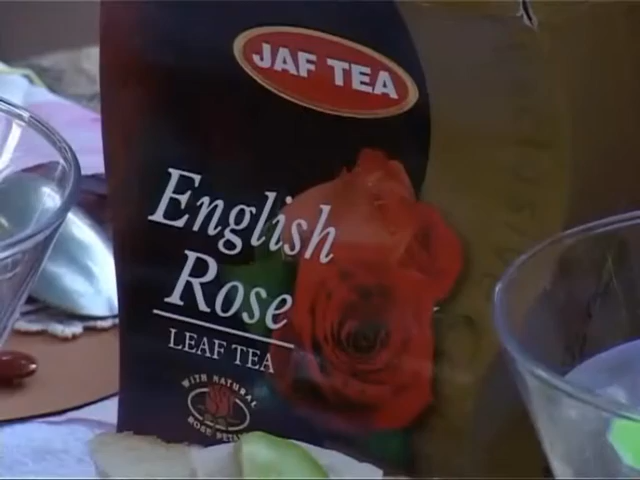 JAF TEA
English
Rose
LEAF TEA
WITH NATURAL
ROSE PETALS